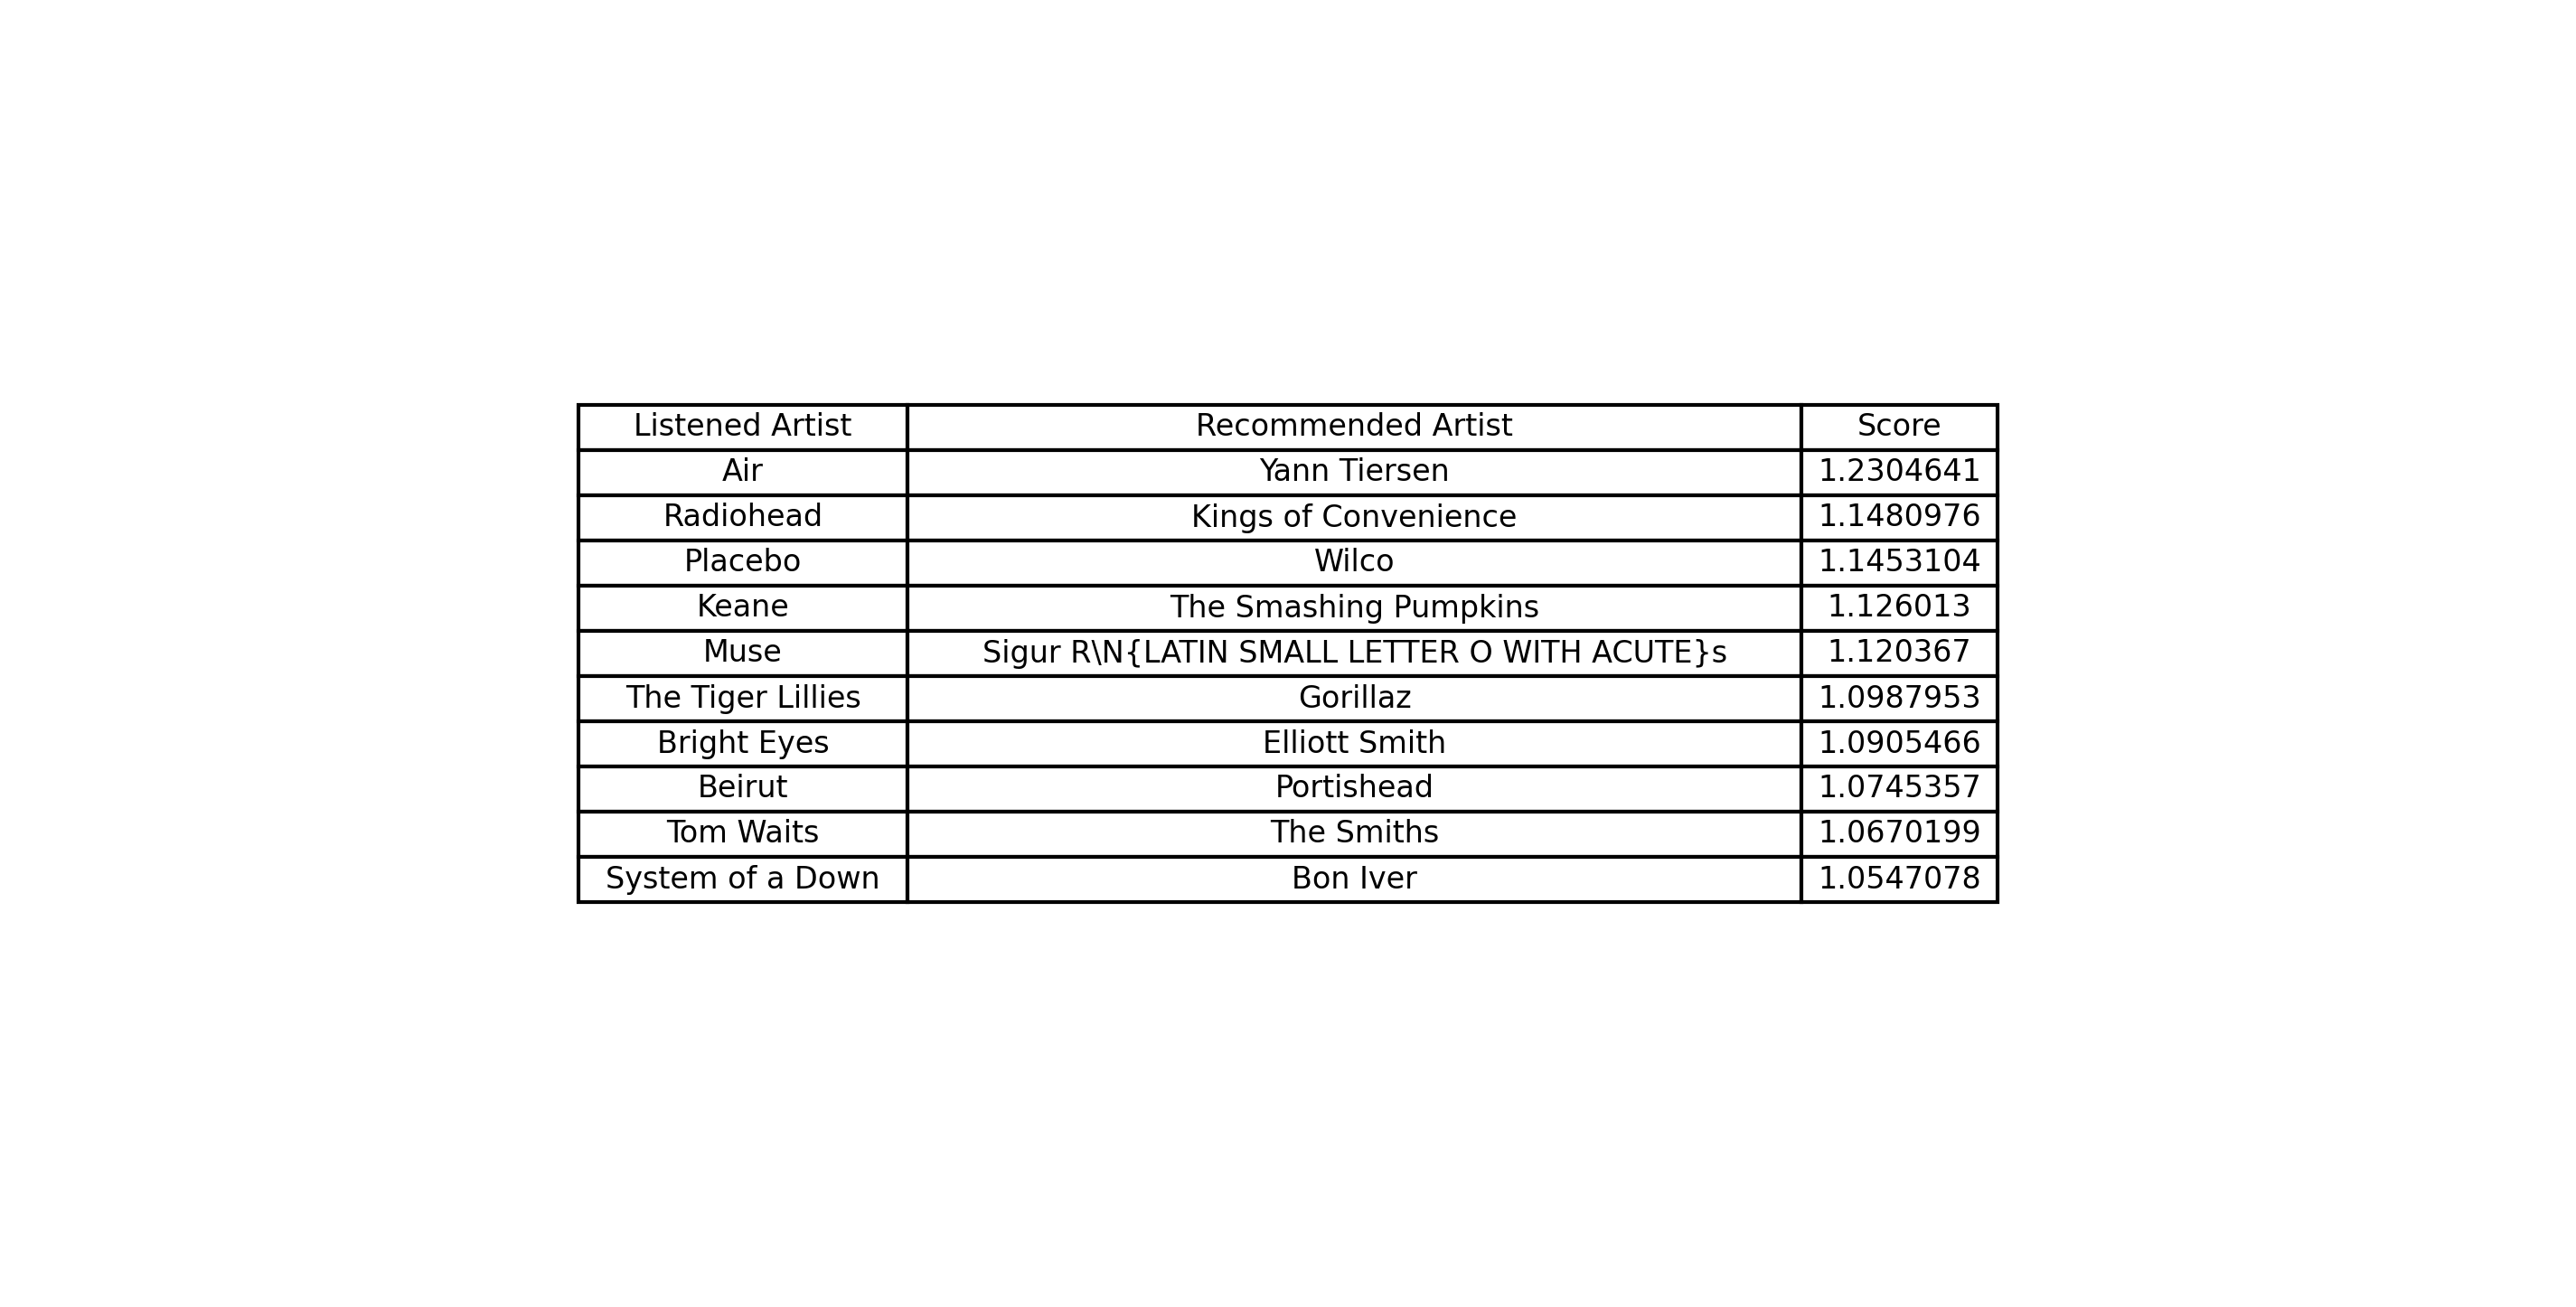 Listened Artist Recommended Artist Score
Air Yann Tiersen 1.2304641
Radiohead Kings of Convenience 1.1480976
Placebo Wilco 1.1453104
Keane The Smashing Pumpkins 1.126013
Muse Sigur R\N{LATIN SMALL LETTER O WITH ACUTE}s 1.120367
The Tiger Lillies Gorillaz 1.0987953
Bright Eyes Elliott Smith 1.0905466
Beirut Portishead 1.0745357
Tom Waits The Smiths 1.0670199
System of a Down Bon Iver 1.0547078